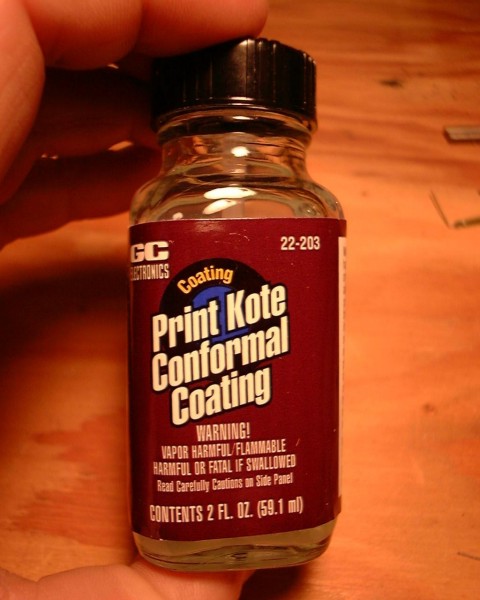 GC
ELECTRONICS
22-203
Coating
Print Kote
Conformal
Coating
WARNING!
VAPOR HARMFUL/FLAMMABLE
HARMFUL OR FATAL IF SWALLOWED
Read Carefully Cautions on Side Panel
CONTENTS 2 FL. OZ. (59.1 ml)